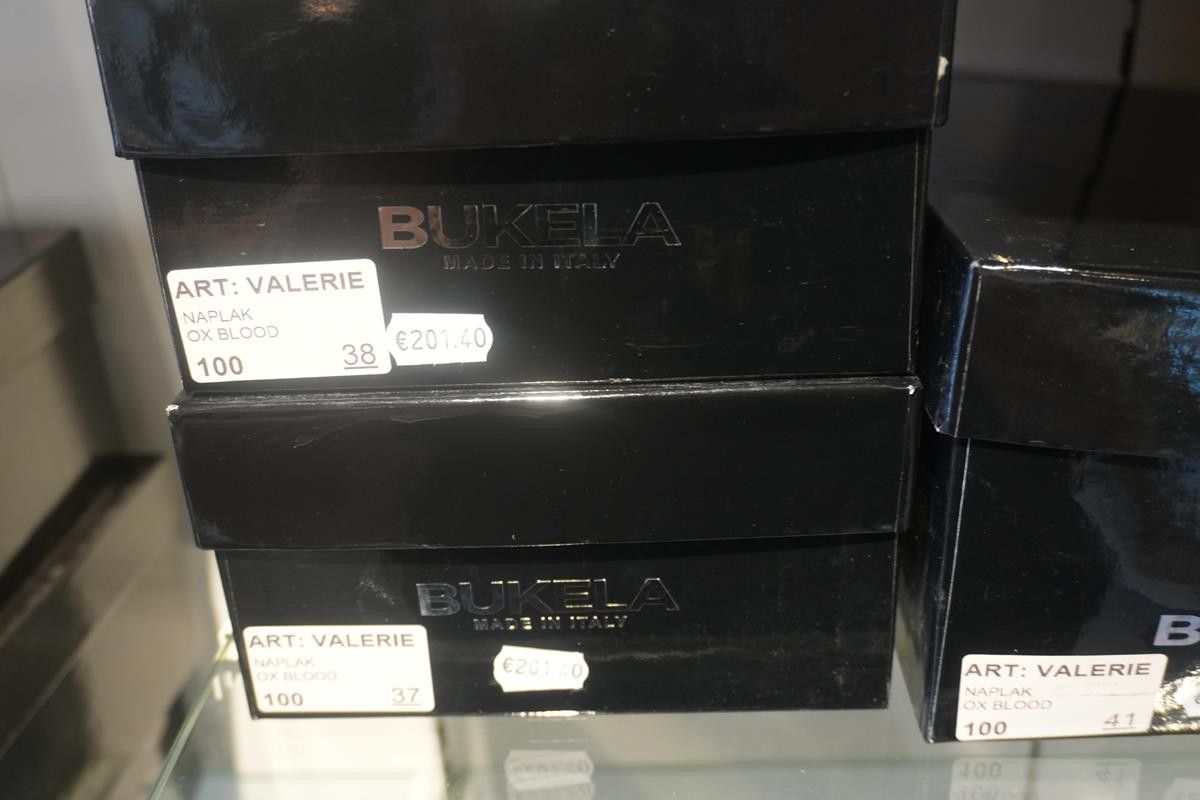 BUKELA
MADE IN ITALY
ART: VALERIE
NAPLAK
OX BLOOD
100 38
€201.40
BUKELA
MADE IN ITALY
ART: VALERIE
NAPLAK
OX BLOOD
100 37
€201.40
B
ART: VALERIE
NAPLAK
OX BLOOD
100 41